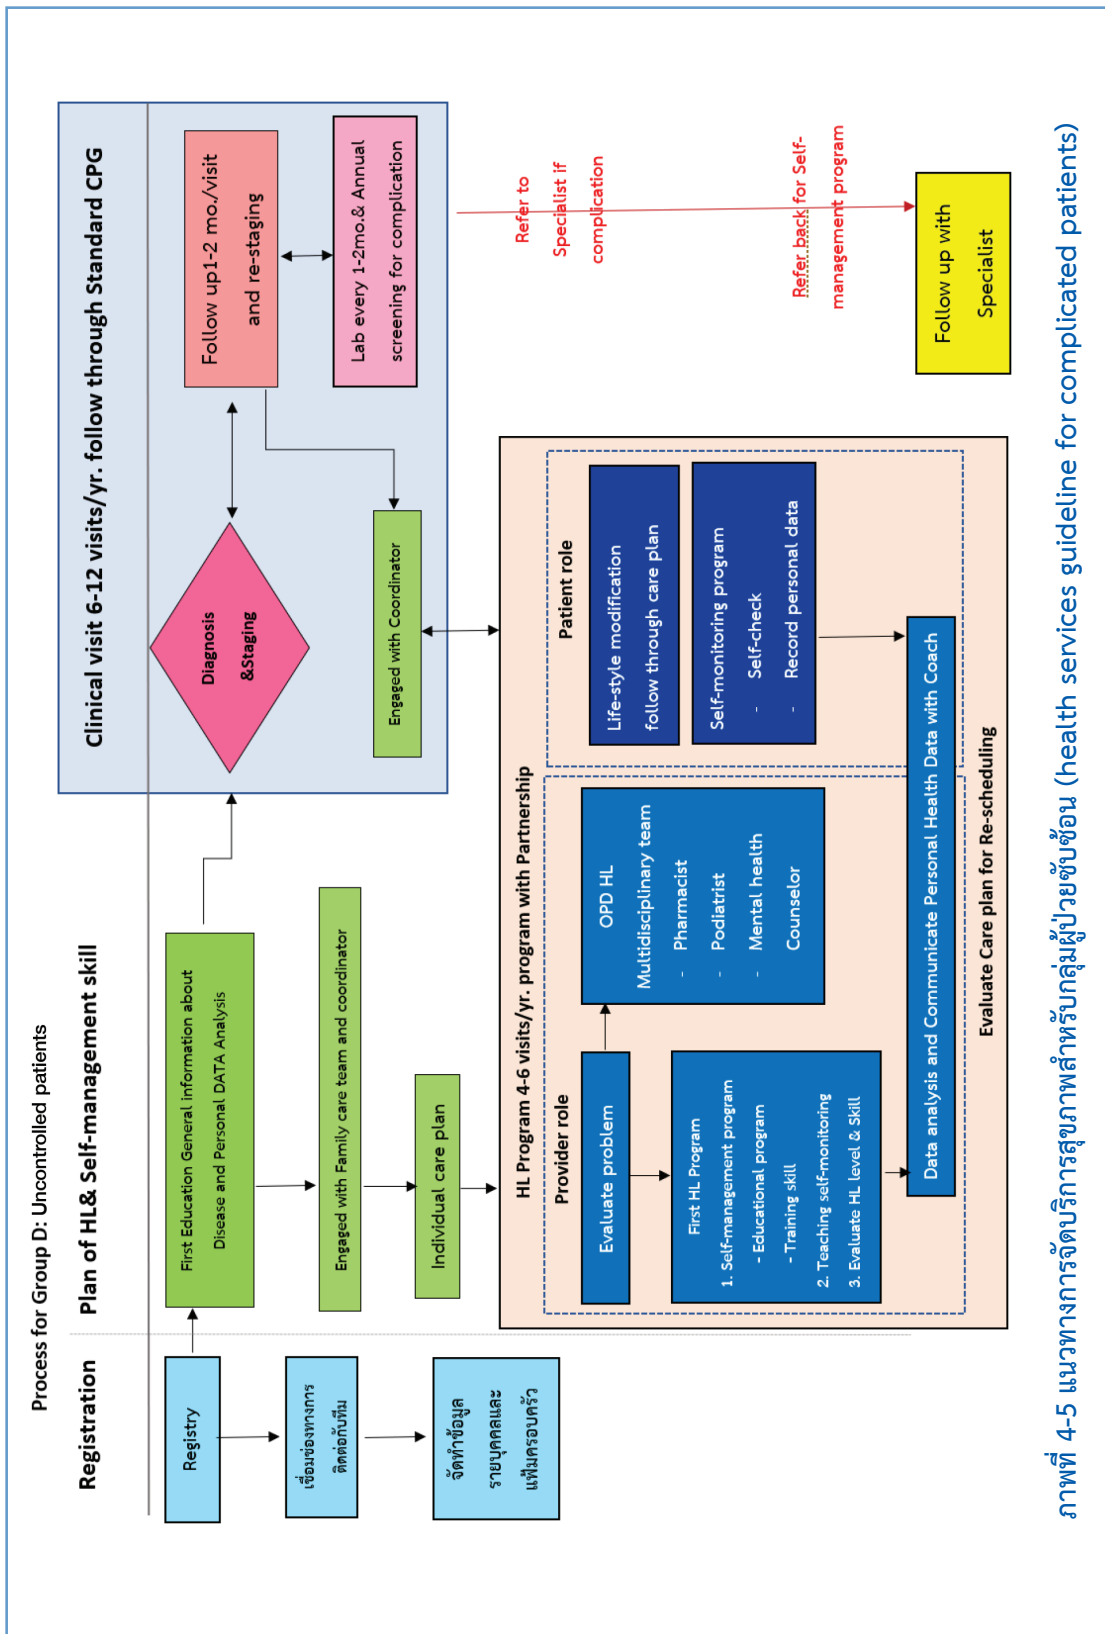 Process for Group D: Uncontrolled patients
Registration
Plan of HL& Self-management skill
Clinical visit 6-12 visits/yr. follow through Standard CPG
Registry
เชื่อมช่องทางการ
ติดต่อกับทีม
จัดทำข้อมูล
รายบุคคลและ
แฟ้มครอบครัว
First Education General information about
Disease and Personal DATA Analysis
Engaged with Family care team and coordinator
Individual care plan
Diagnosis
&Staging
Follow up1-2 mo./visit
and re-staging
Lab every 1-2mo.& Annual
screening for complication
Engaged with Coordinator
HL Program 4-6 visits/yr. program with Partnership
Provider role
Evaluate problem
First HL Program
1. Self-management program
- Educational program
- Training skill
2. Teaching self-monitoring
3. Evaluate HL level & Skill
OPD HL
Multidisciplinary team
- Pharmacist
- Podiatrist
- Mental health
Counselor
Patient role
Life-style modification
follow through care plan
Self-monitoring program
- Self-check
- Record personal data
Data analysis and Communicate Personal Health Data with Coach
Evaluate Care plan for Re-scheduling
Refer to
Specialist if
complication
Refer back for Self-
management program
Follow up with
Specialist
ภาพที่ 4-5 แนวทางการจัดบริการสุขภาพสำหรับกลุ่มผู้ป่วยซับซ้อน (health services guideline for complicated patients)